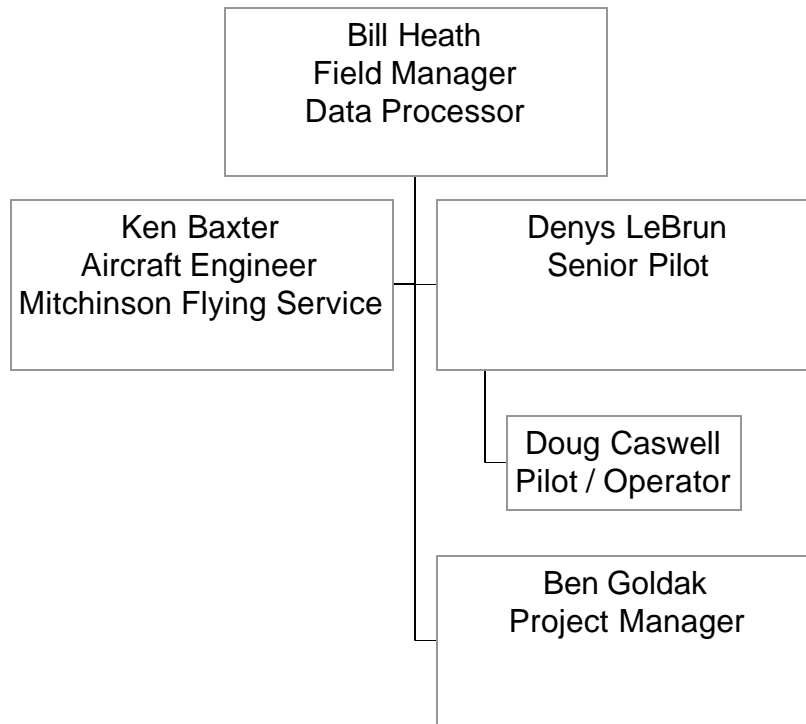 Bill Heath
Field Manager
Data Processor
Ken Baxter
Aircraft Engineer
Mitchinson Flying Service
Denys LeBrun
Senior Pilot
Doug Caswell
Pilot / Operator
Ben Goldak
Project Manager